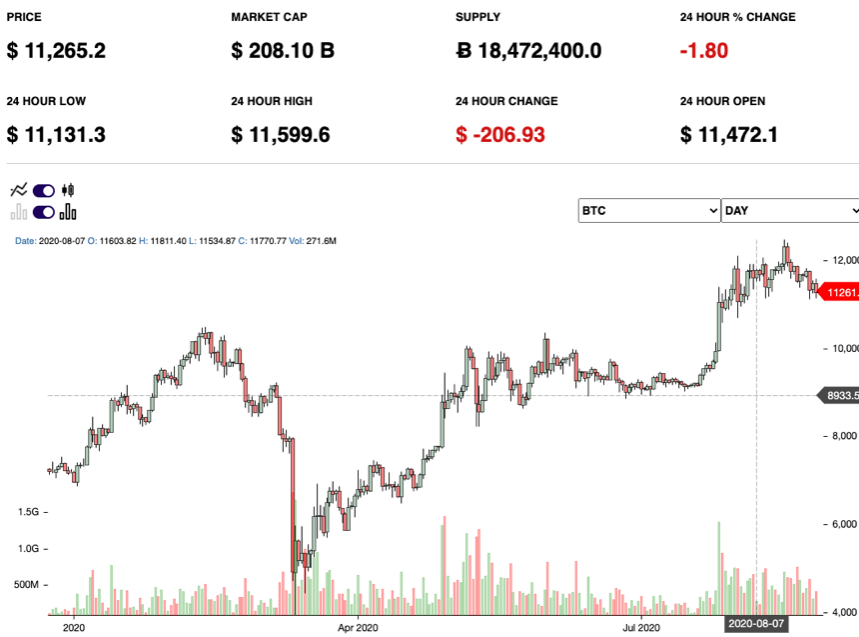 PRICE MARKET CAP SUPPLY 24 HOUR % CHANGE
$ 11,265.2 $ 208.10 B Ƀ 18,472,400.0 -1.80
24 HOUR LOW 24 HOUR HIGH 24 HOUR CHANGE 24 HOUR OPEN
$ 11,131.3 $ 11,599.6 $ -206.93 $ 11,472.1
BTC DAY
Date: 2020-08-07 O: 11603.82 H: 11811.40 L: 11534.87 C: 11770.77 Vol: 271.6M
12,000
11261.
10,000
8933.5
8,000
1.5G
6,000
1.0G
500M
4,000
2020 Apr 2020 Jul 2020 2020-08-07